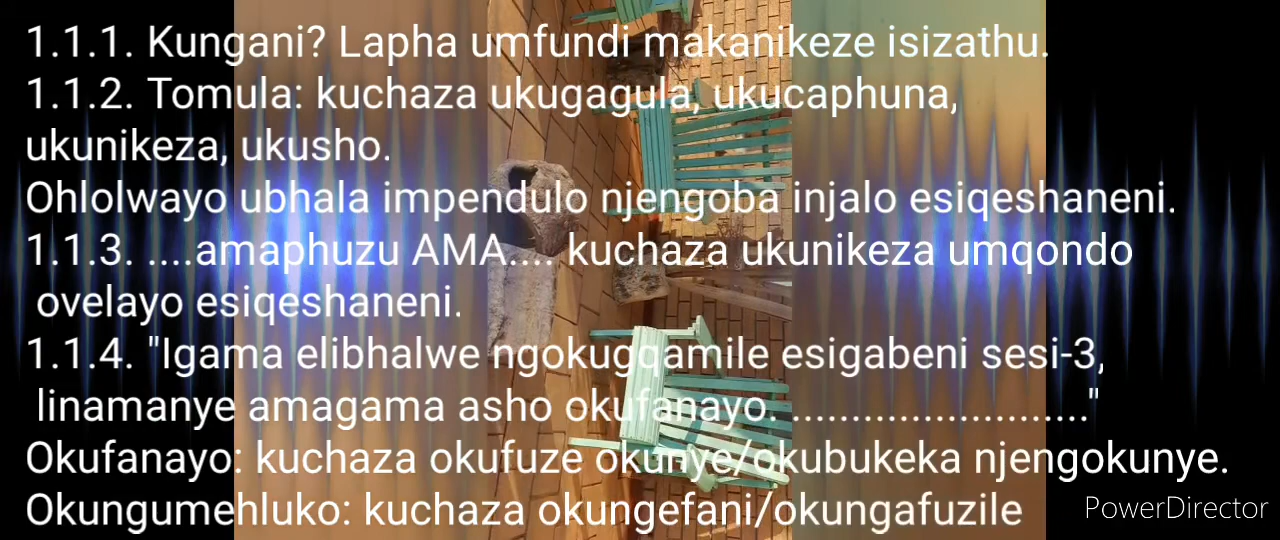 1.1.1. Kungani? Lapha umfundi makanikeze isizathu.
1.1.2. Tomula: kuchaza ukugagula, ukucaphuna,
ukunikeza, ukusho.
Ohlolwayo ubhala impendulo njengoba injalo esiqeshaneni.
1.1.3. ....amaphuzu AMA.... kuchaza ukunikeza umqondo
ovelayo esiqeshaneni.
1.1.4. "Igama elibhalwe ngokugqamile esigabeni sesi-3,
linamanye amagama asho okufanayo. ........................."
Okufanayo: kuchaza okufuze okunye/okubukeka njengokunye.
Okungumehluko: kuchaza okungefani/okungafuzile
PowerDirector